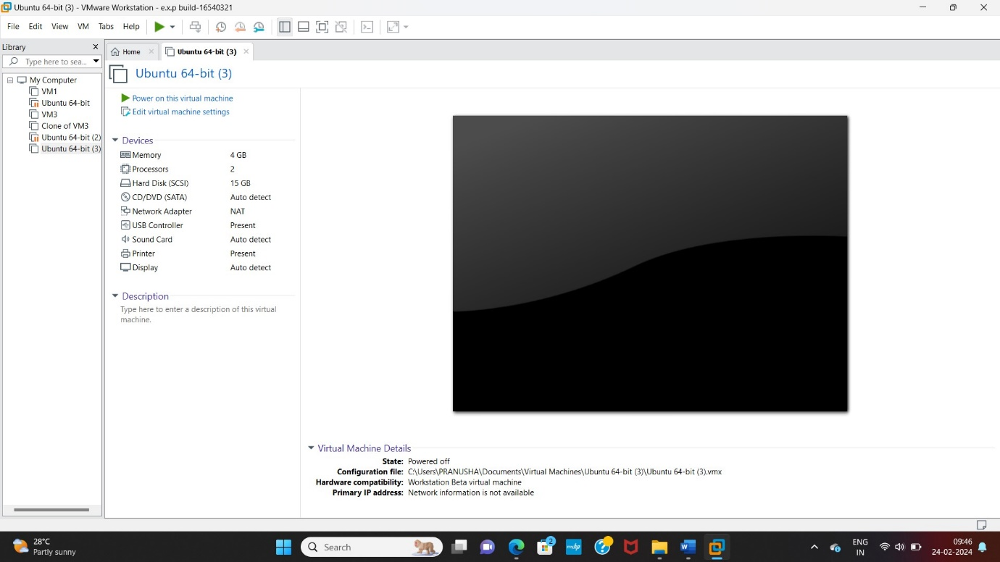 Ubuntu 64-bit (3) - VMware Workstation - e.x.p build-16540321
File Edit View VM Tabs Help
Library
Type here to sea...
My Computer
VM1
Ubuntu 64-bit
VM3
Clone of VM3
Ubuntu 64-bit (2)
Ubuntu 64-bit (3)
Home
Ubuntu 64-bit (3)
Ubuntu 64-bit (3)
Power on this virtual machine
Edit virtual machine settings
Devices
Memory 4 GB
Processors 2
Hard Disk (SCSI) 15 GB
CD/DVD (SATA) Auto detect
Network Adapter NAT
USB Controller Present
Sound Card Auto detect
Printer Present
Display Auto detect
Description
Type here to enter a description of this virtual
machine.
Virtual Machine Details
State: Powered off
Configuration file: C:\Users\PRANUSHA\Documents\Virtual Machines\Ubuntu 64-bit (3)\Ubuntu 64-bit (3).vmx
Hardware compatibility: Workstation Beta virtual machine
Primary IP address: Network information is not available
28°C
Partly sunny
Search
2
myhp
W
ENG
IN
09:46
24-02-2024